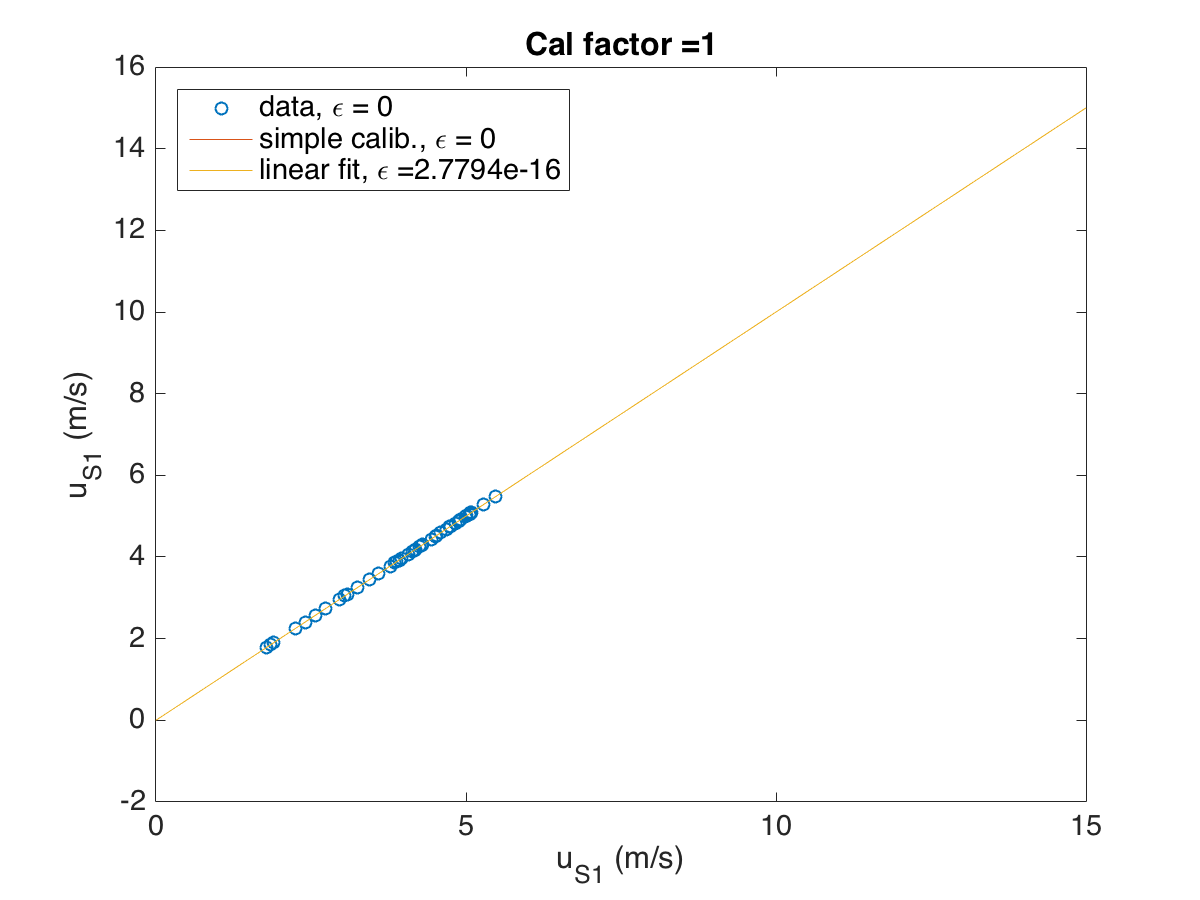 Cal factor =1
16
14
12
10
8
6
4
2
0
-2
data, ϵ = 0
simple calib., ϵ = 0
linear fit, ϵ =2.7794e-16
u_S1 (m/s)
0 5 10 15
u_S1 (m/s)